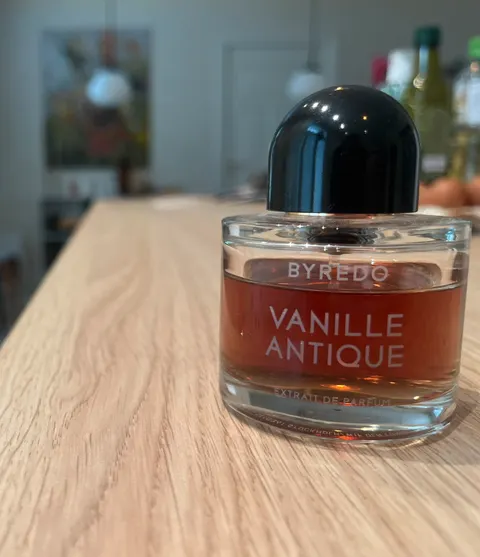 BYREDO
VANILLE
ANTIQUE
EXTRAIT DE PARFUM